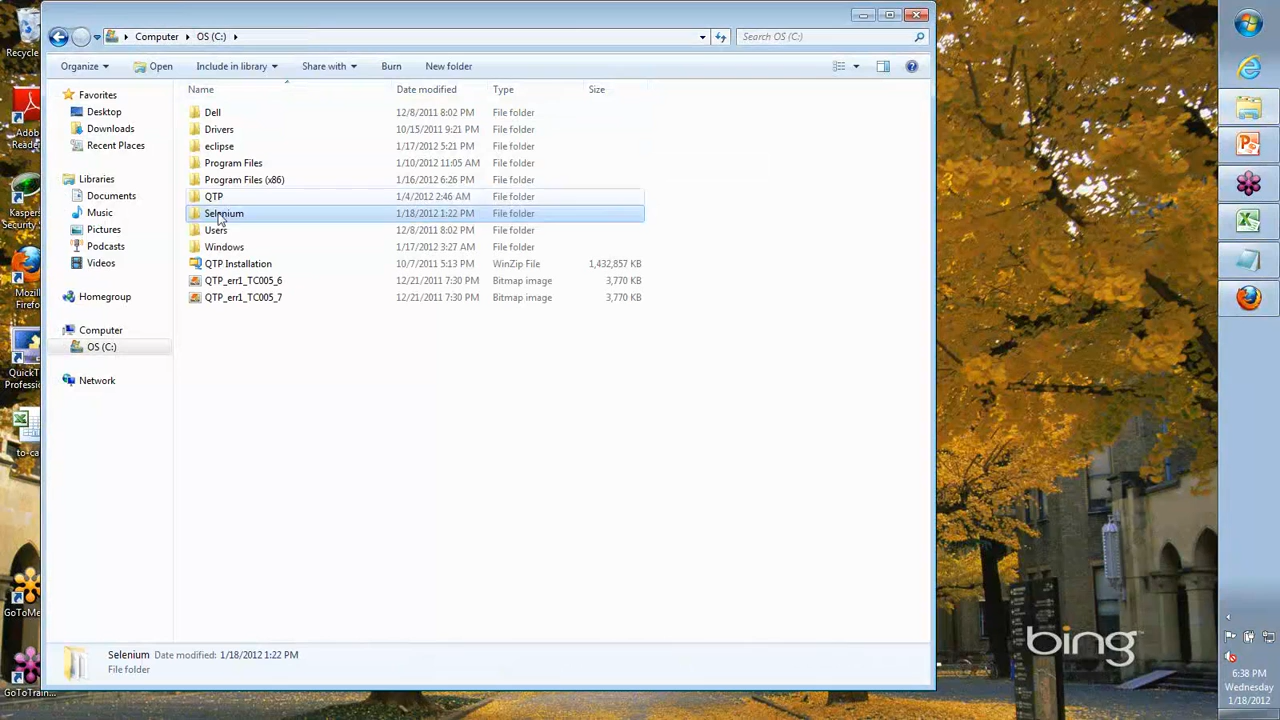 Recycle
Adob
Reader
Kaspers
Security
Mozilla
Firefo
QuickT
Professio
to-ca
GoToMe
GoToTrain...
Computer
OS (C:)
Search OS (C:)
Organize
Open
Include in library
Share with
Burn
New folder
Favorites
Desktop
Downloads
Recent Places
Libraries
Documents
Music
Pictures
Podcasts
Videos
Homegroup
Computer
OS (C:)
Network
Name Date modified Type Size
Dell 12/8/2011 8:02 PM File folder
Drivers 10/15/2011 9:21 PM File folder
eclipse 1/17/2012 5:21 PM File folder
Program Files 1/10/2012 11:05 AM File folder
Program Files (x86) 1/16/2012 6:26 PM File folder
QTP 1/4/2012 2:46 AM File folder
Selenium 1/18/2012 1:22 PM File folder
Users 12/8/2011 8:02 PM File folder
Windows 1/17/2012 3:27 AM File folder
QTP Installation 10/7/2011 5:13 PM WinZip File 1,432,857 KB
QTP_err1_TC005_6 12/21/2011 7:30 PM Bitmap image 3,770 KB
QTP_err1_TC005_7 12/21/2011 7:30 PM Bitmap image 3,770 KB
Selenium Date modified: 1/18/2012 1:22 PM
File folder
bing™
6:38 PM
Wednesday
1/18/2012